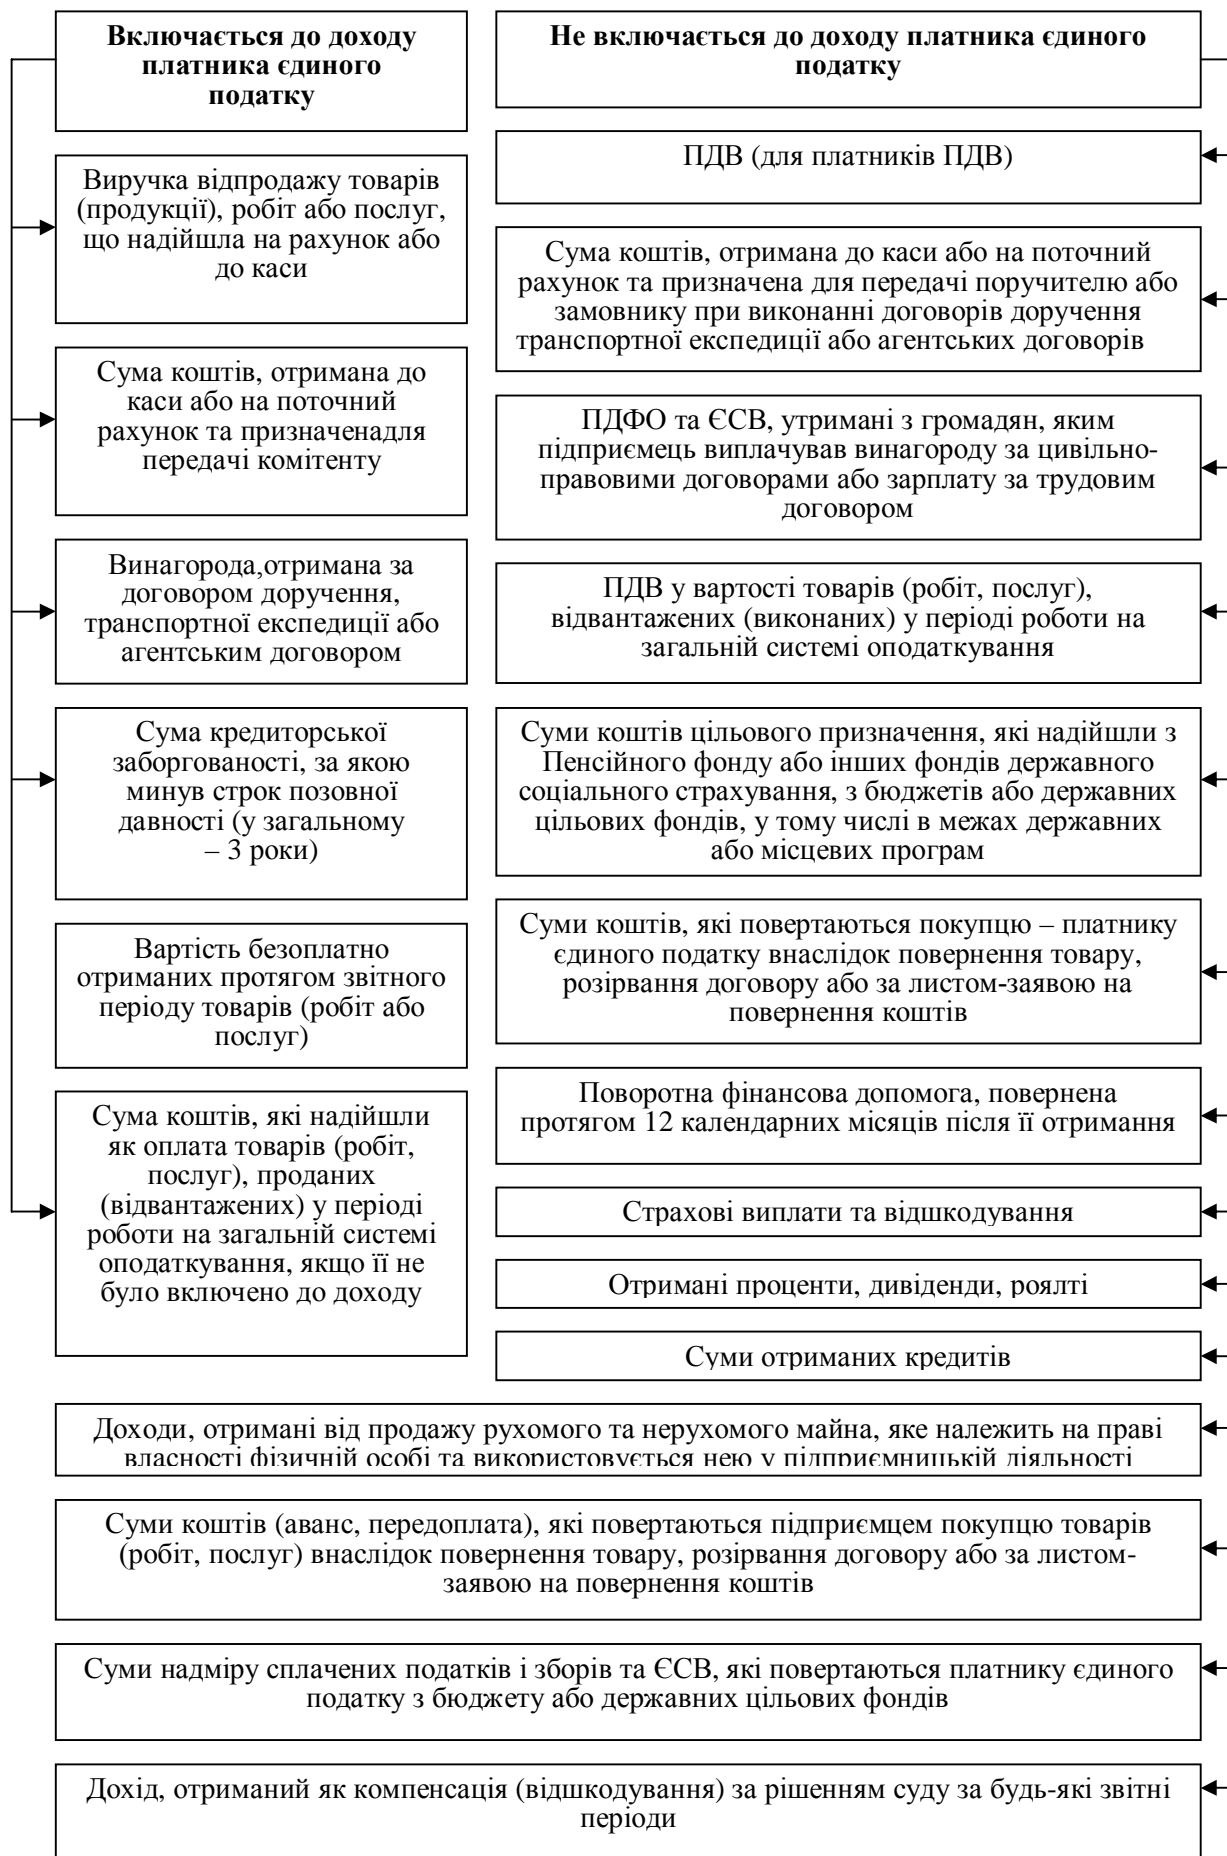 Включається до доходу
платника єдиного
податку
Виручка відпродажу товарів
(продукції), робіт або послуг,
що надійшла на рахунок або
до каси
Сума коштів, отримана до
каси або на поточний
рахунок та призначенадля
передачі комітенту
Винагорода,отримана за
договором доручення,
транспортної експедиції або
агентським договором
Сума кредиторської
заборгованості, за якою
минув строк позовної
давності (у загальному
– 3 роки)
Вартість безоплатно
отриманих протягом звітного
періоду товарів (робіт або
послуг)
Сума коштів, які надійшли
як оплата товарів (робіт,
послуг), проданих
(відвантажених) у періоді
роботи на загальній системі
оподаткування, якщо її не
було включено до доходу
Не включається до доходу платника єдиного
податку
ПДВ (для платників ПДВ)
Сума коштів, отримана до каси або на поточний
рахунок та призначена для передачі поручителю або
замовнику при виконанні договорів доручення
транспортної експедиції або агентських договорів
ПДФО та ЄСВ, утримані з громадян, яким
підприємець виплачував винагороду за цивільно-
правовими договорами або зарплату за трудовим
договором
ПДВ у вартості товарів (робіт, послуг),
відвантажених (виконаних) у періоді роботи на
загальній системі оподаткування
Суми коштів цільового призначення, які надійшли з
Пенсійного фонду або інших фондів державного
соціального страхування, з бюджетів або державних
цільових фондів, у тому числі в межах державних
або місцевих програм
Суми коштів, які повертаються покупцю – платнику
єдиного податку внаслідок повернення товару,
розірвання договору або за листом-заявою на
повернення коштів
Поворотна фінансова допомога, повернена
протягом 12 календарних місяців після її отримання
Страхові виплати та відшкодування
Отримані проценти, дивіденди, роялті
Суми отриманих кредитів
Доходи, отримані від продажу рухомого та нерухомого майна, яке належить на праві
власності фізичній особі та використовується нею у підприємницькій діяльності
Суми коштів (аванс, передоплата), які повертаються підприємцем покупцю товарів
(робіт, послуг) внаслідок повернення товару, розірвання договору або за листом-
заявою на повернення коштів
Суми надміру сплачених податків і зборів та ЄСВ, які повертаються платнику єдиного
податку з бюджету або державних цільових фондів
Дохід, отриманий як компенсація (відшкодування) за рішенням суду за будь-які звітні
періоди